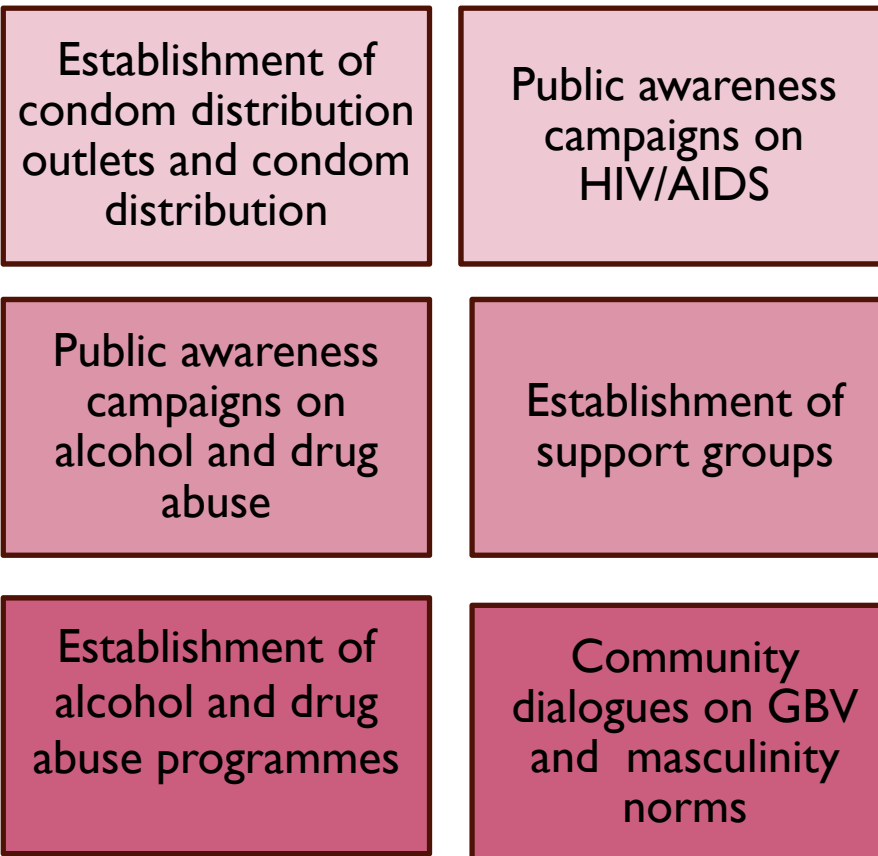 Establishment of
condom distribution
outlets and condom
distribution
Public awareness
campaigns on
HIV/AIDS
Public awareness
campaigns on
alcohol and drug
abuse
Establishment of
support groups
Establishment of
alcohol and drug
abuse programmes
Community
dialogues on GBV
and masculinity
norms